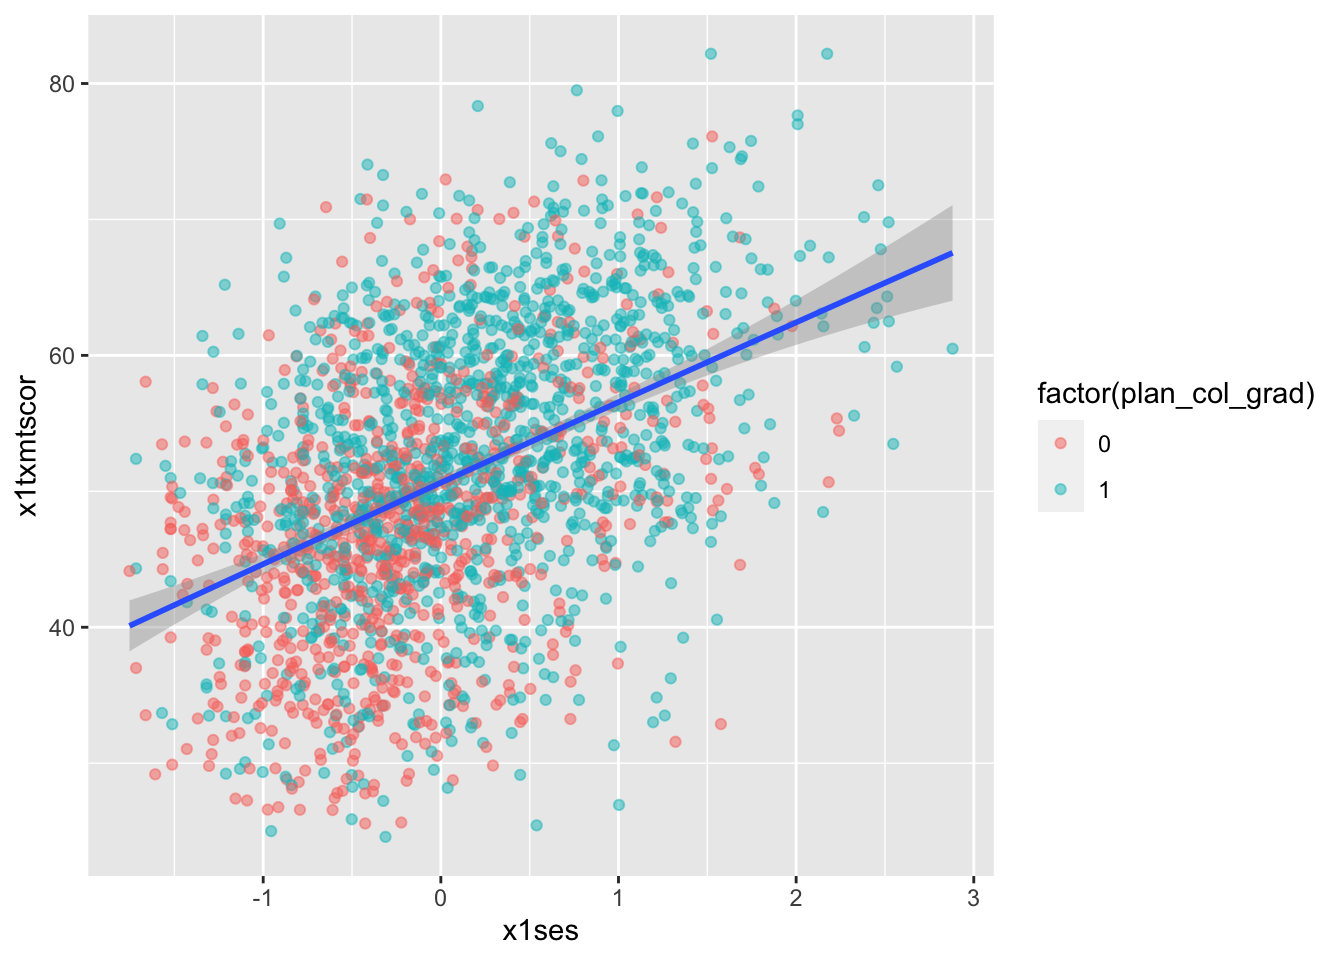 80
60
40
x1txmtscor
-1 0 1 2 3
x1ses
factor(plan_col_grad)
0
1